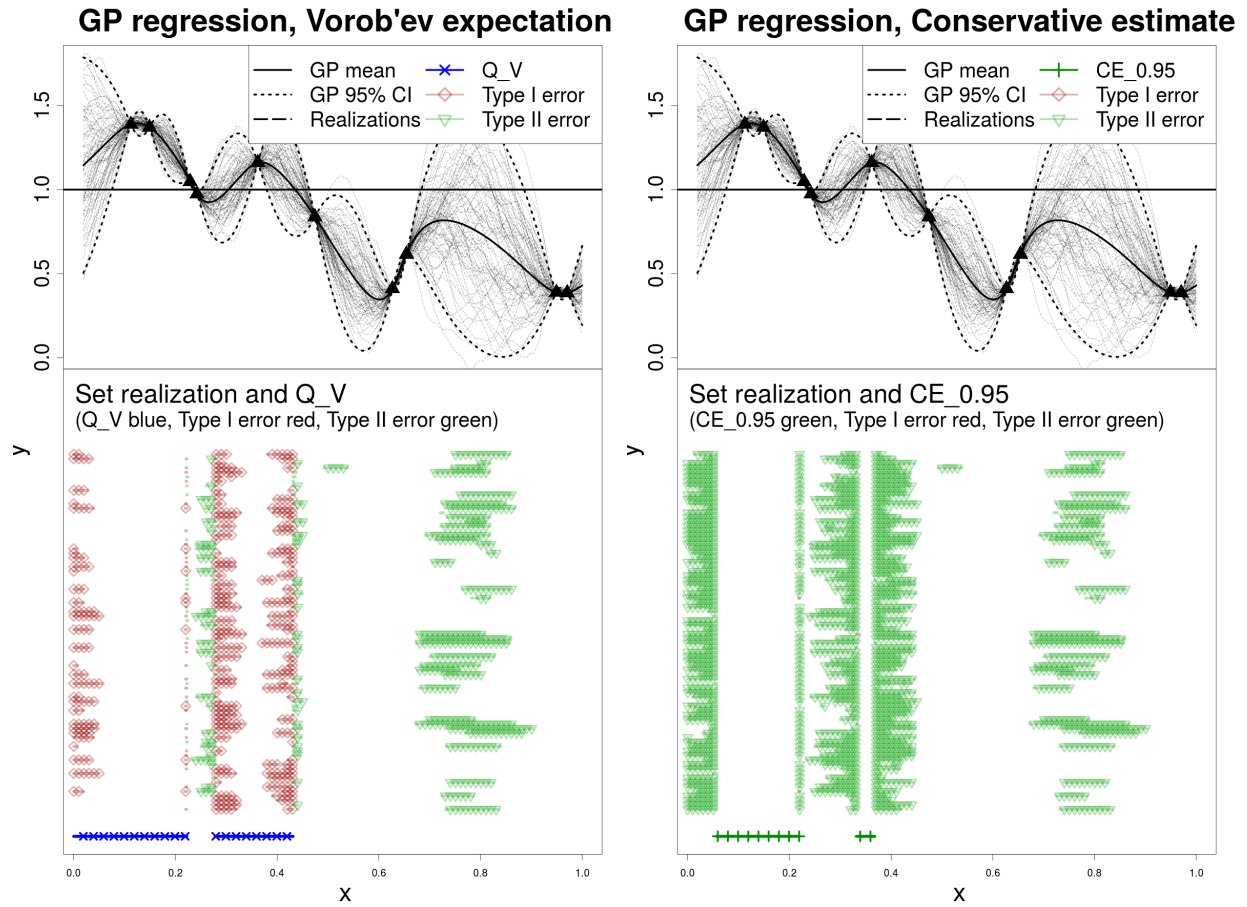 GP regression, Vorob'ev expectation
GP mean
GP 95% CI
Realizations
Q_V
Type I error
Type II error
1.5
1.0
0.5
0.0
Set realization and Q_V
(Q_V blue, Type I error red, Type II error green)
y
0.0 0.2 0.4 0.6 0.8 1.0
x
GP regression, Conservative estimate
GP mean
GP 95% CI
Realizations
CE_0.95
Type I error
Type II error
1.5
1.0
0.5
0.0
Set realization and CE_0.95
(CE_0.95 green, Type I error red, Type II error green)
y
0.0 0.2 0.4 0.6 0.8 1.0
x